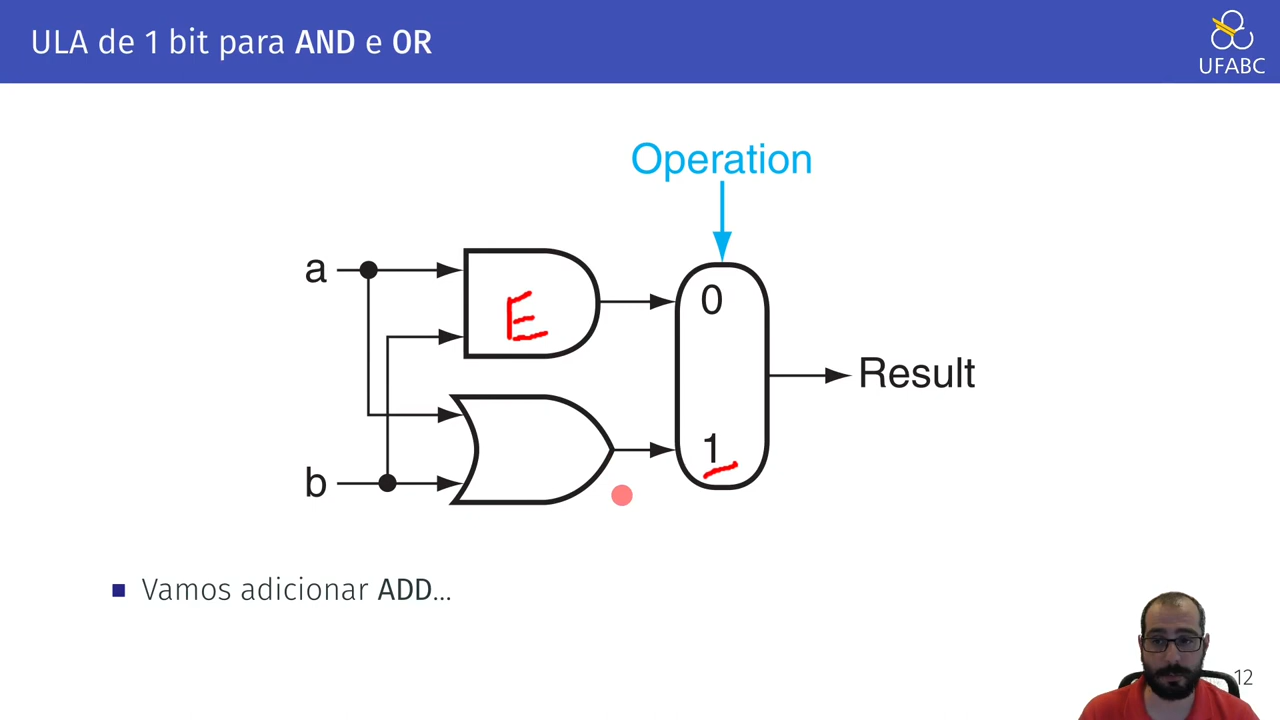 ULA de 1 bit para AND e OR
UFABC
Operation
a
E
0
Result
1
b
Vamos adicionar ADD...
12